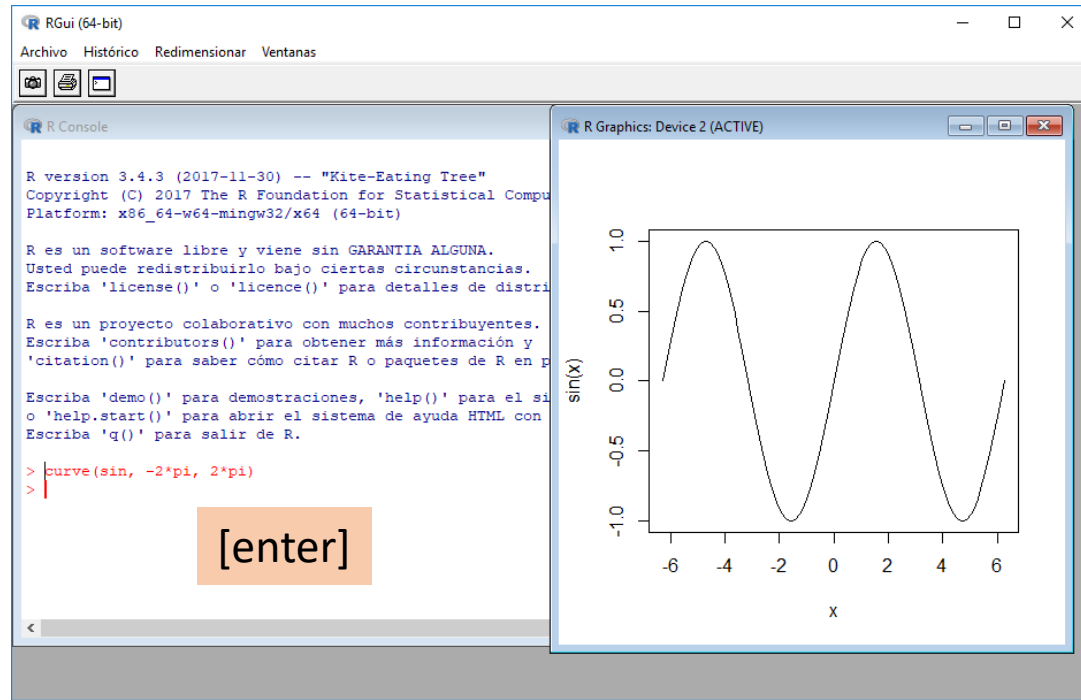 RGui (64-bit)
Archivo Histórico Redimensionar Ventanas
R Console
R version 3.4.3 (2017-11-30) -- "Kite-Eating Tree"
Copyright (C) 2017 The R Foundation for Statistical Compu
Platform: x86_64-w64-mingw32/x64 (64-bit)
R es un software libre y viene sin GARANTIA ALGUNA.
Usted puede redistribuirlo bajo ciertas circunstancias.
Escriba 'license()' o 'licence()' para detalles de distri
R es un proyecto colaborativo con muchos contribuyentes.
Escriba 'contributors()' para obtener más información y
'citation()' para saber cómo citar R o paquetes de R en p
Escriba 'demo()' para demostraciones, 'help()' para el si
o 'help.start()' para abrir el sistema de ayuda HTML con
Escriba 'q()' para salir de R.
> curve(sin, -2*pi, 2*pi)
>
[enter]
R Graphics: Device 2 (ACTIVE)
sin(x)
1.0
0.5
0.0
-0.5
-1.0
-6 -4 -2 0 2 4 6
x